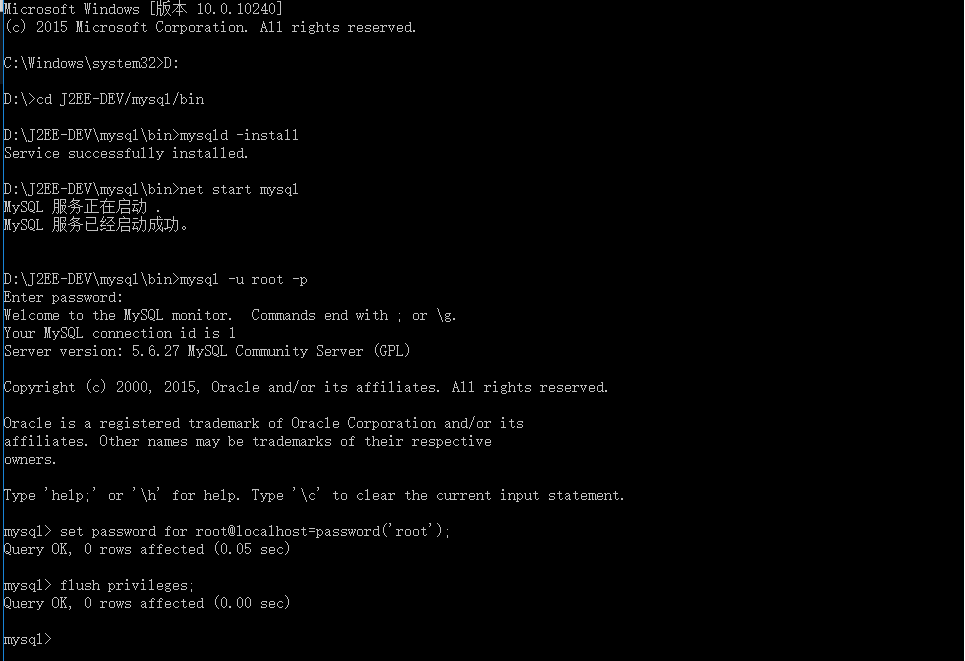 Microsoft Windows [版本 10.0.10240]
(c) 2015 Microsoft Corporation. All rights reserved.
C:\Windows\system32>D:
D:\>cd J2EE-DEV/mysql/bin
D:\J2EE-DEV\mysql\bin>mysqld -install
Service successfully installed.
D:\J2EE-DEV\mysql\bin>net start mysql
MySQL 服务正在启动 .
MySQL 服务已经启动成功。
D:\J2EE-DEV\mysql\bin>mysql -u root -p
Enter password:
Welcome to the MySQL monitor.  Commands end with ; or \g.
Your MySQL connection id is 1
Server version: 5.6.27 MySQL Community Server (GPL)
Copyright (c) 2000, 2015, Oracle and/or its affiliates. All rights reserved.
Oracle is a registered trademark of Oracle Corporation and/or its
affiliates. Other names may be trademarks of their respective
owners.
Type 'help;' or '\h' for help. Type '\c' to clear the current input statement.
mysql> set password for root@localhost=password('root');
Query OK, 0 rows affected (0.05 sec)
mysql> flush privileges;
Query OK, 0 rows affected (0.00 sec)
mysql>